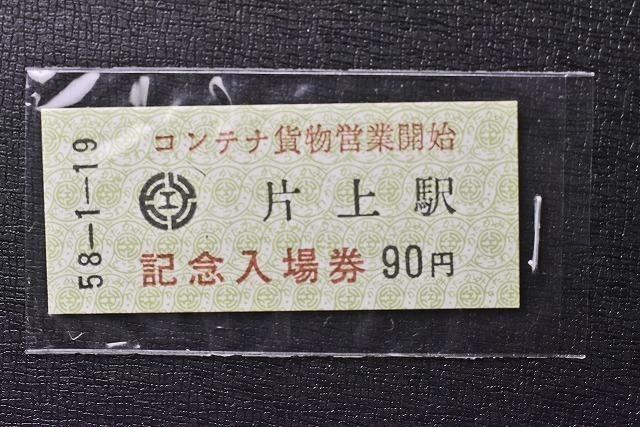 コンテナ貨物営業開始
片上駅
記念入場券 90円
58-1-19